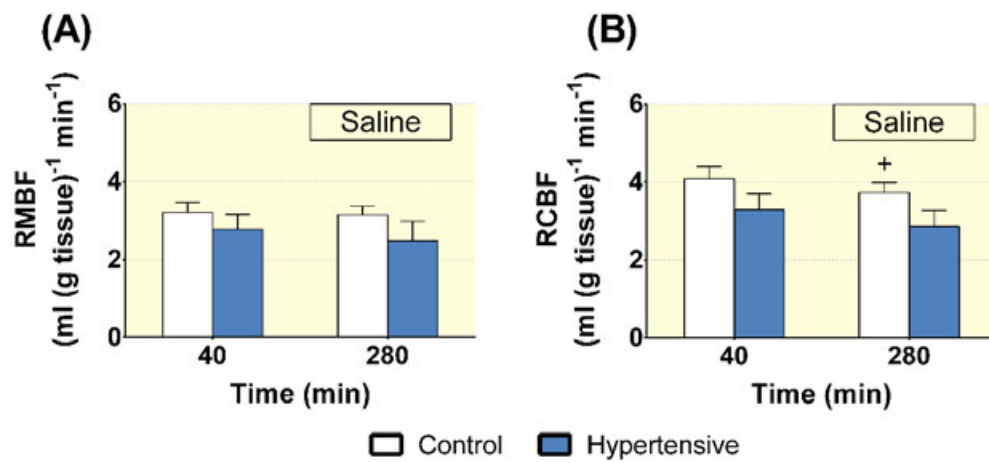 (A)
Saline
6
4
2
0
RMBF
(ml (g tissue)⁻¹ min⁻¹)
40 280
Time (min)
(B)
Saline
+
6
4
2
0
RCBF
(ml (g tissue)⁻¹ min⁻¹)
40 280
Time (min)
Control Hypertensive